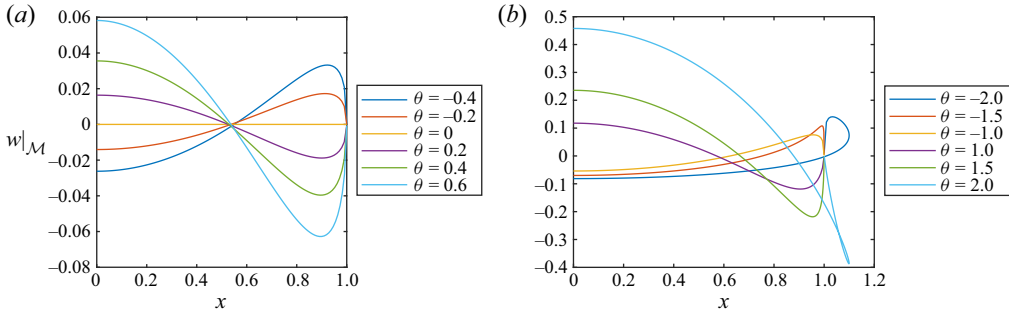 (a)
0.06
0.04
0.02
0
–0.02
–0.04
–0.06
–0.08
w|ℳ
0 0.2 0.4 0.6 0.8 1.0
x
θ = –0.4
θ = –0.2
θ = 0
θ = 0.2
θ = 0.4
θ = 0.6
(b)
0.5
0.4
0.3
0.2
0.1
0
–0.1
–0.2
–0.3
0.4
0 0.2 0.4 0.6 0.8 1.0 1.2
x
θ = –2.0
θ = –1.5
θ = –1.0
θ = 1.0
θ = 1.5
θ = 2.0